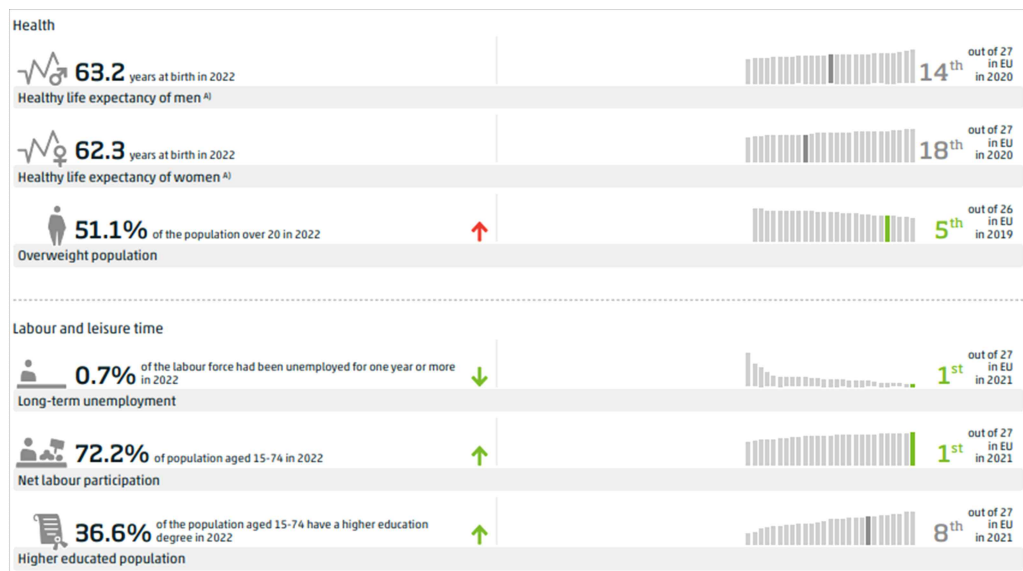 Health
63.2 years at birth in 2022
14th out of 27
in EU
in 2020
Healthy life expectancy of men A)
62.3 years at birth in 2022
18th out of 27
in EU
in 2020
Healthy life expectancy of women A)
51.1% of the population over 20 in 2022
5th out of 26
in EU
in 2019
Overweight population
Labour and leisure time
0.7% of the labour force had been unemployed for one year or more
in 2022
1st out of 27
in EU
in 2021
Long-term unemployment
72.2% of population aged 15-74 in 2022
1st out of 27
in EU
in 2021
Net labour participation
36.6% of the population aged 15-74 have a higher education
degree in 2022
8th out of 27
in EU
in 2021
Higher educated population